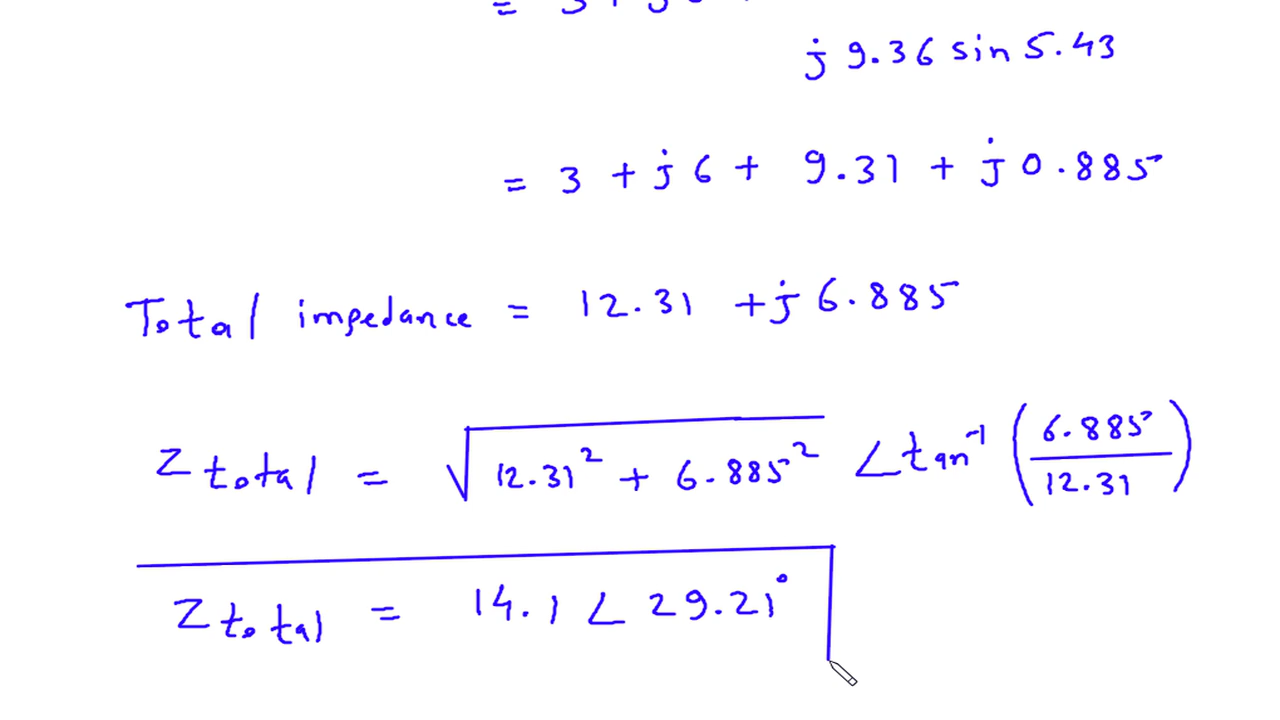 = 3 + j
j 9.36 sin 5.43
= 3 + j 6 + 9.31 + j 0.885
Total impedance = 12.31 + j 6.885
Z total = √(12.31² + 6.885²) ∠ tan⁻¹ (6.885 / 12.31)
Z total = 14.1 ∠ 29.21°